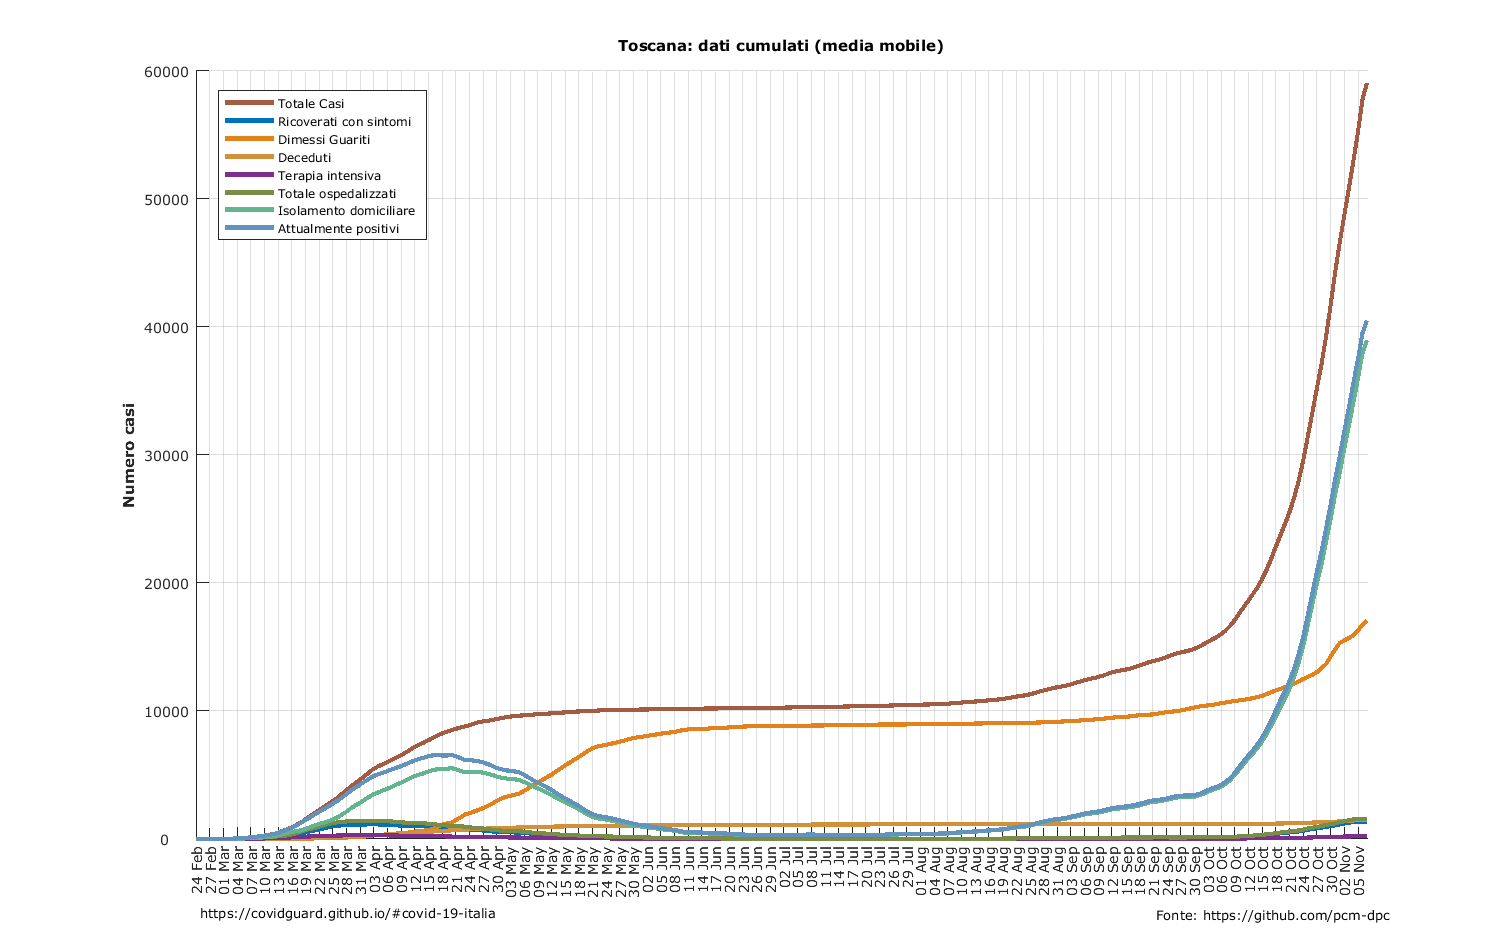 Toscana: dati cumulati (media mobile)
60000
50000
40000
30000
20000
10000
0
Numero casi
Totale Casi
Ricoverati con sintomi
Dimessi Guariti
Deceduti
Terapia intensiva
Totale ospedalizzati
Isolamento domiciliare
Attualmente positivi
24 Feb
27 Feb
01 Mar
04 Mar
07 Mar
10 Mar
13 Mar
16 Mar
19 Mar
22 Mar
25 Mar
28 Mar
31 Mar
03 Apr
06 Apr
09 Apr
12 Apr
15 Apr
18 Apr
21 Apr
24 Apr
27 Apr
30 Apr
03 May
06 May
09 May
12 May
15 May
18 May
21 May
24 May
27 May
30 May
02 Jun
05 Jun
08 Jun
11 Jun
14 Jun
17 Jun
20 Jun
23 Jun
26 Jun
29 Jun
02 Jul
05 Jul
08 Jul
11 Jul
14 Jul
17 Jul
20 Jul
23 Jul
26 Jul
29 Jul
01 Aug
04 Aug
07 Aug
10 Aug
13 Aug
16 Aug
19 Aug
22 Aug
25 Aug
28 Aug
31 Aug
03 Sep
06 Sep
09 Sep
12 Sep
15 Sep
18 Sep
21 Sep
24 Sep
27 Sep
30 Sep
03 Oct
06 Oct
09 Oct
12 Oct
15 Oct
18 Oct
21 Oct
24 Oct
27 Oct
30 Oct
02 Nov
05 Nov
https://covidguard.github.io/#covid-19-italia
Fonte: https://github.com/pcm-dpc